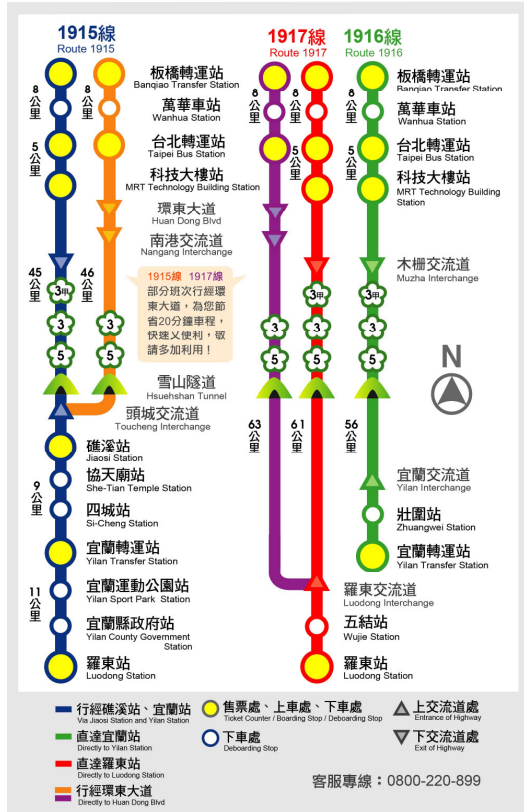 1915線
Route 1915
1917線
Route 1917
1916線
Route 1916
8
公里
5
公里
45
公里
9
公里
11
公里
8
公里
46
公里
板橋轉運站
Banqiao Transfer Station
萬華車站
Wanhua Station
台北轉運站
Taipei Bus Station
科技大樓站
MRT Technology Building Station
環東大道
Huan Dong Blvd
南港交流道
Nangang Interchange
1915線 1917線
部分班次行經環
東大道，為您節
省20分鐘車程，
快速又便利，敬
請多加利用！
3甲
3
5
3
5
雪山隧道
Hsuehshan Tunnel
頭城交流道
Toucheng Interchange
礁溪站
Jiaosi Station
協天廟站
She-Tian Temple Station
四城站
Si-Cheng Station
宜蘭轉運站
Yilan Transfer Station
宜蘭運動公園站
Yilan Sport Park Station
宜蘭縣政府站
Yilan County Government
Station
羅東站
Luodong Station
8
公里
63
公里
8
公里
5
公里
61
公里
3
5
3甲
3
5
8
公里
5
公里
56
公里
3甲
3
5
板橋轉運站
Banqiao Transfer Station
萬華車站
Wanhua Station
台北轉運站
Taipei Bus Station
科技大樓站
MRT Technology Building
Station
木柵交流道
Muzha Interchange
N
宜蘭交流道
Yilan Interchange
壯圍站
Zhuangwei Station
宜蘭轉運站
Yilan Transfer Station
羅東交流道
Luodong Interchange
五結站
Wujie Station
羅東站
Luodong Station
行經礁溪站、宜蘭站
Via Jiaosi Station and Yilan Station
直達宜蘭站
Directly to Yilan Station
直達羅東站
Directly to Luodong Station
行經環東大道
Directly to Huan Dong Blvd
售票處、上車處、下車處
Ticket Counter / Boarding Stop / Deboarding Stop
下車處
Deboarding Stop
上交流道處
Entrance of Highway
下交流道處
Exit of Highway
客服專線：0800-220-899